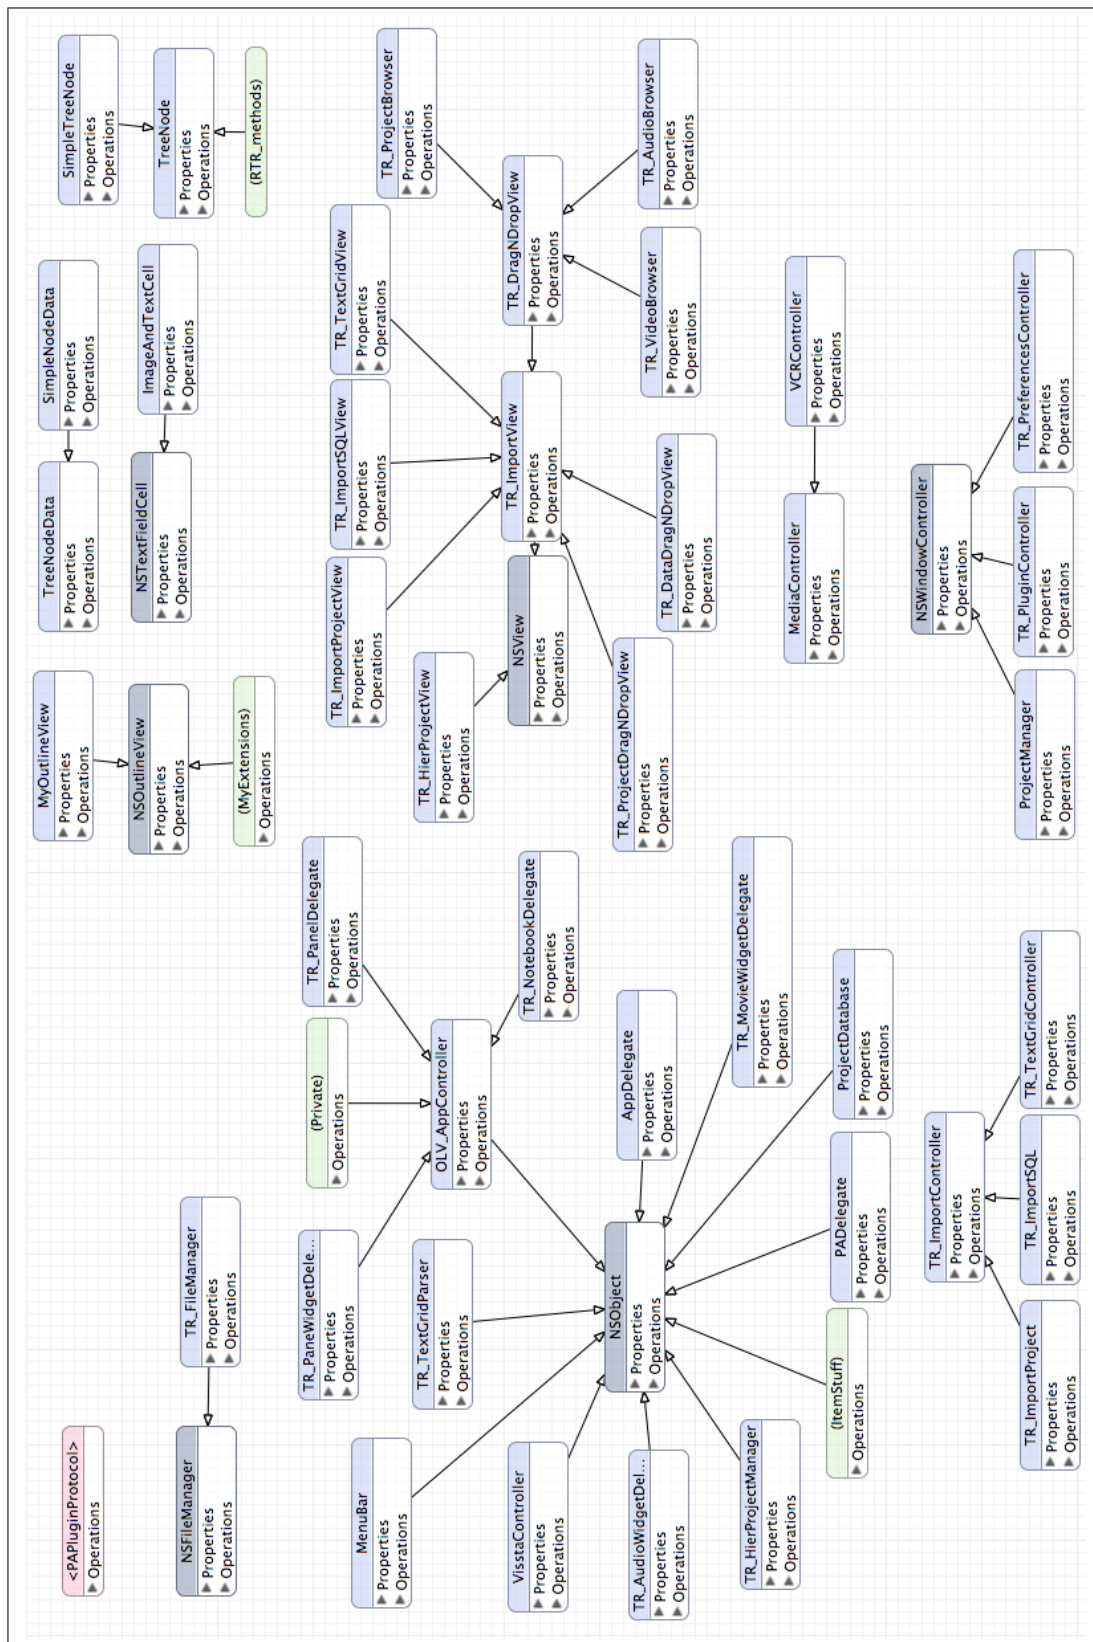 <PAPluginProtocol>
▶ Operations
NSFileManager
▶ Properties
▶ Operations
TR_FileManager
▶ Properties
▶ Operations
MyOutlineView
▶ Properties
▶ Operations
NSOutlineView
▶ Properties
▶ Operations
(MyExtensions)
▶ Operations
TreeNodeData
▶ Properties
▶ Operations
SimpleNodeData
▶ Properties
▶ Operations
NSTextFieldCell
▶ Properties
▶ Operations
ImageAndTextCell
▶ Properties
▶ Operations
SimpleTreeNode
▶ Properties
▶ Operations
TreeNode
▶ Properties
▶ Operations
(RTR_methods)
MenuBar
▶ Properties
▶ Operations
TR_PaneWidgetDele...
▶ Properties
▶ Operations
(Private)
▶ Operations
TR_PanelDelegate
▶ Properties
▶ Operations
TR_TextGridParser
▶ Properties
▶ Operations
OLV_AppController
▶ Properties
▶ Operations
TR_NotebookDelegate
▶ Properties
▶ Operations
VisstaController
▶ Properties
▶ Operations
NSObject
▶ Properties
▶ Operations
AppDelegate
▶ Properties
▶ Operations
TR_AudioWidgetDel...
▶ Properties
▶ Operations
TR_HierProjectManager
▶ Properties
▶ Operations
TR_MovieWidgetDelegate
▶ Properties
▶ Operations
(ItemStuff)
▶ Operations
PADelegate
▶ Properties
▶ Operations
ProjectDatabase
▶ Properties
▶ Operations
TR_ImportController
▶ Properties
▶ Operations
TR_ImportProject
▶ Properties
▶ Operations
TR_ImportSQL
▶ Properties
▶ Operations
TR_TextGridController
▶ Properties
▶ Operations
TR_ImportProjectView
▶ Properties
▶ Operations
TR_ImportSQLView
▶ Properties
▶ Operations
TR_TextGridView
▶ Properties
▶ Operations
TR_ProjectBrowser
▶ Properties
▶ Operations
TR_HierProjectView
▶ Properties
▶ Operations
NSView
▶ Properties
▶ Operations
TR_ImportView
▶ Properties
▶ Operations
TR_DragNDropView
▶ Properties
▶ Operations
TR_ProjectDragNDropView
▶ Properties
▶ Operations
TR_DataDragNDropView
▶ Properties
▶ Operations
TR_VideoBrowser
▶ Properties
▶ Operations
TR_AudioBrowser
▶ Properties
▶ Operations
MediaController
▶ Properties
▶ Operations
VCRController
▶ Properties
▶ Operations
NSWindowController
▶ Properties
▶ Operations
ProjectManager
▶ Properties
▶ Operations
TR_PluginController
▶ Properties
▶ Operations
TR_PreferencesController
▶ Properties
▶ Operations